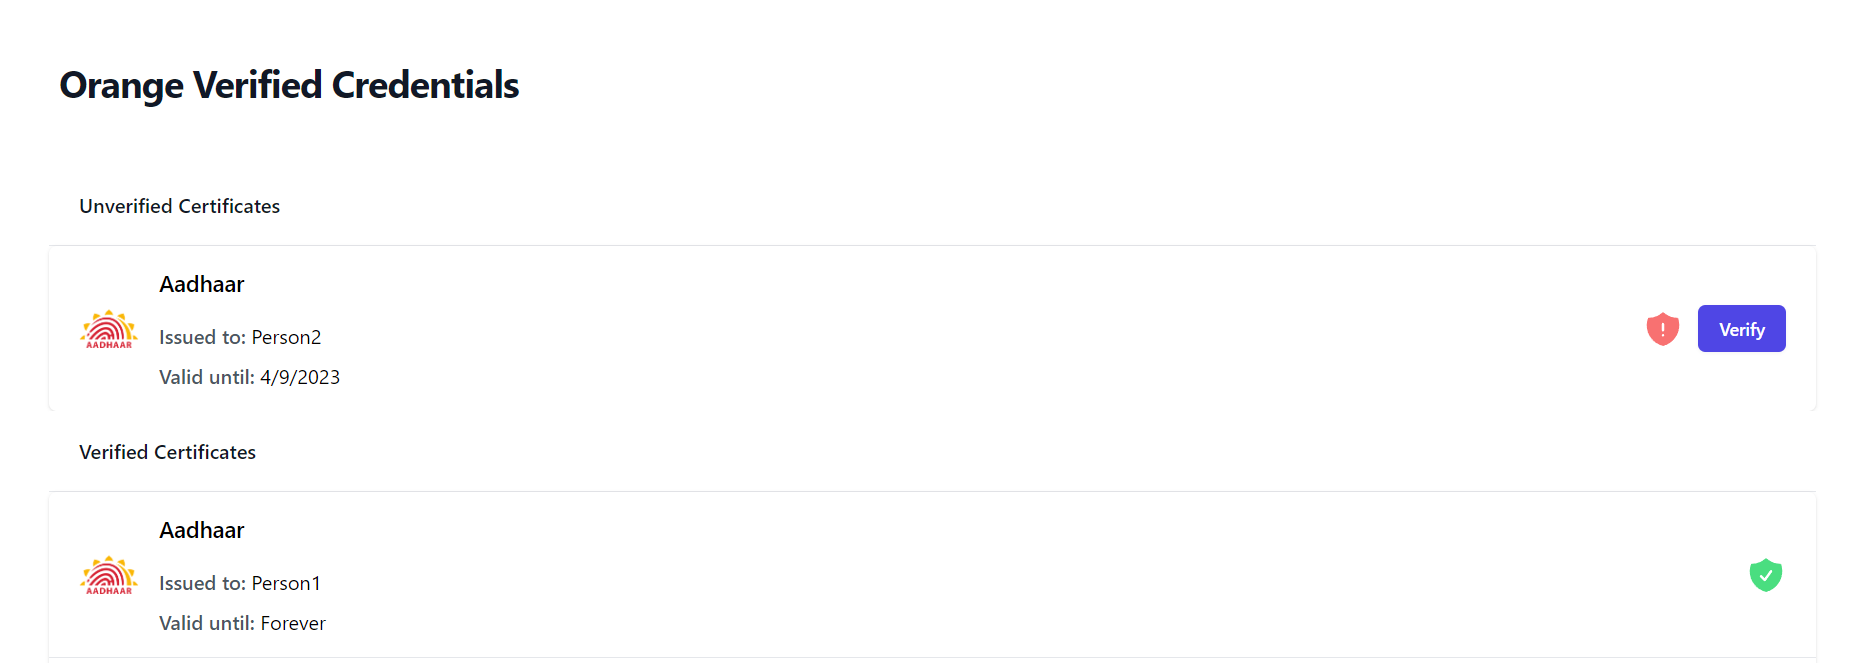 Orange Verified Credentials
Unverified Certificates
Aadhaar
AADHAAR
Issued to: Person2
Valid until: 4/9/2023
Verify
Verified Certificates
Aadhaar
AADHAAR
Issued to: Person1
Valid until: Forever